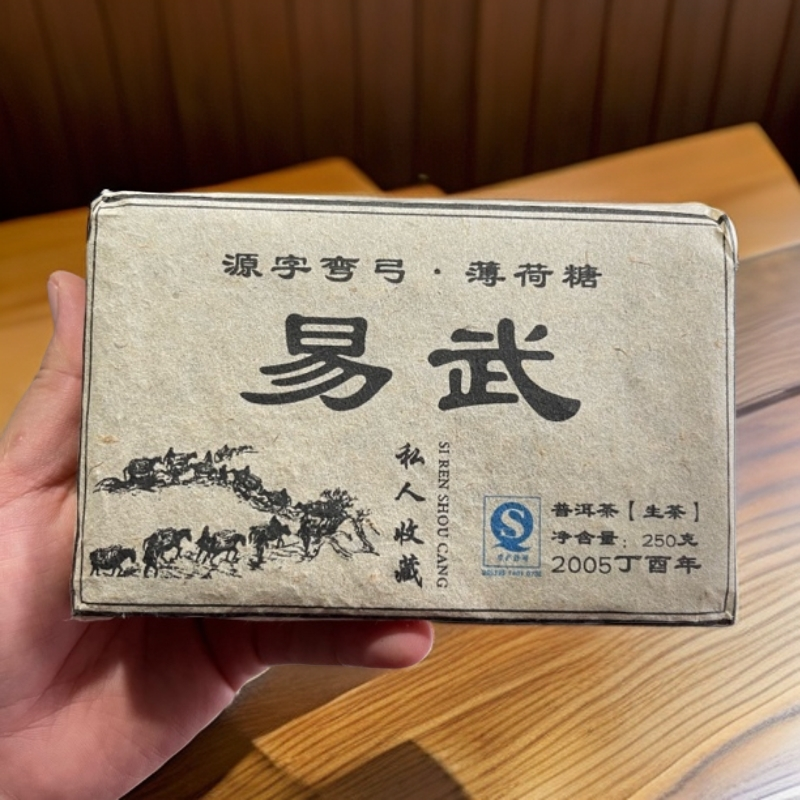 源字弯弓·薄荷糖
易武
私人收藏
SI REN SHOU CANG
普洱茶【生茶】
净含量：250克
2005丁酉年